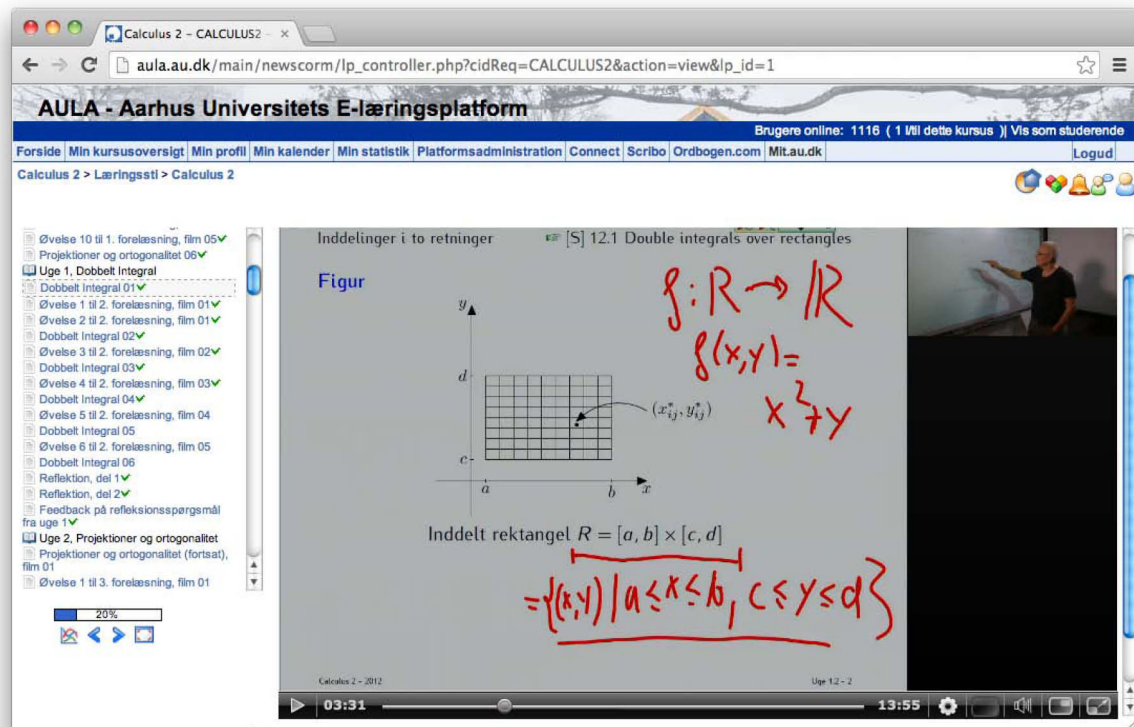 Calculus 2 – CALCULUS2 –
aula.au.dk/main/newscorm/lp_controller.php?cidReq=CALCULUS2&action=view&lp_id=1
AULA - Aarhus Universitets E-læringsplatform
Brugere online: 1116 ( 1 i/til dette kursus )| Vis som studerende
Forside Min kursusoversigt Min profil Min kalender Min statistik Platformsadministration Connect Scribo Ordbogen.com Mit.au.dk Logud
Calculus 2 > Læringssti > Calculus 2
Øvelse 10 til 1. forelæsning, film 05
Projektioner og ortogonalitet 06
Uge 1, Dobbelt Integral
Dobbelt Integral 01
Øvelse 1 til 2. forelæsning, film 01
Øvelse 2 til 2. forelæsning, film 01
Dobbelt Integral 02
Øvelse 3 til 2. forelæsning, film 02
Dobbelt Integral 03
Øvelse 4 til 2. forelæsning, film 03
Dobbelt Integral 04
Øvelse 5 til 2. forelæsning, film 04
Dobbelt Integral 05
Øvelse 6 til 2. forelæsning, film 05
Dobbelt Integral 06
Reflektion, del 1
Reflektion, del 2
Feedback på refleksionsspørgsmål
fra uge 1
Uge 2, Projektioner og ortogonalitet
Projektioner og ortogonalitet (fortsat),
film 01
Øvelse 1 til 3. forelæsning, film 01
20%
Inddelinger i to retninger [S] 12.1 Double integrals over rectangles
Figur
f: R → ℝ
f(x,y)=
x²+y
y
d
(x*ij, y*ij)
c
a b x
Inddelt rektangel R = [a, b] × [c, d]
={(x,y) | a≤x≤b, c≤y≤d}
Calculus 2 – 2012 Uge 1.2 – 2
03:31 13:55